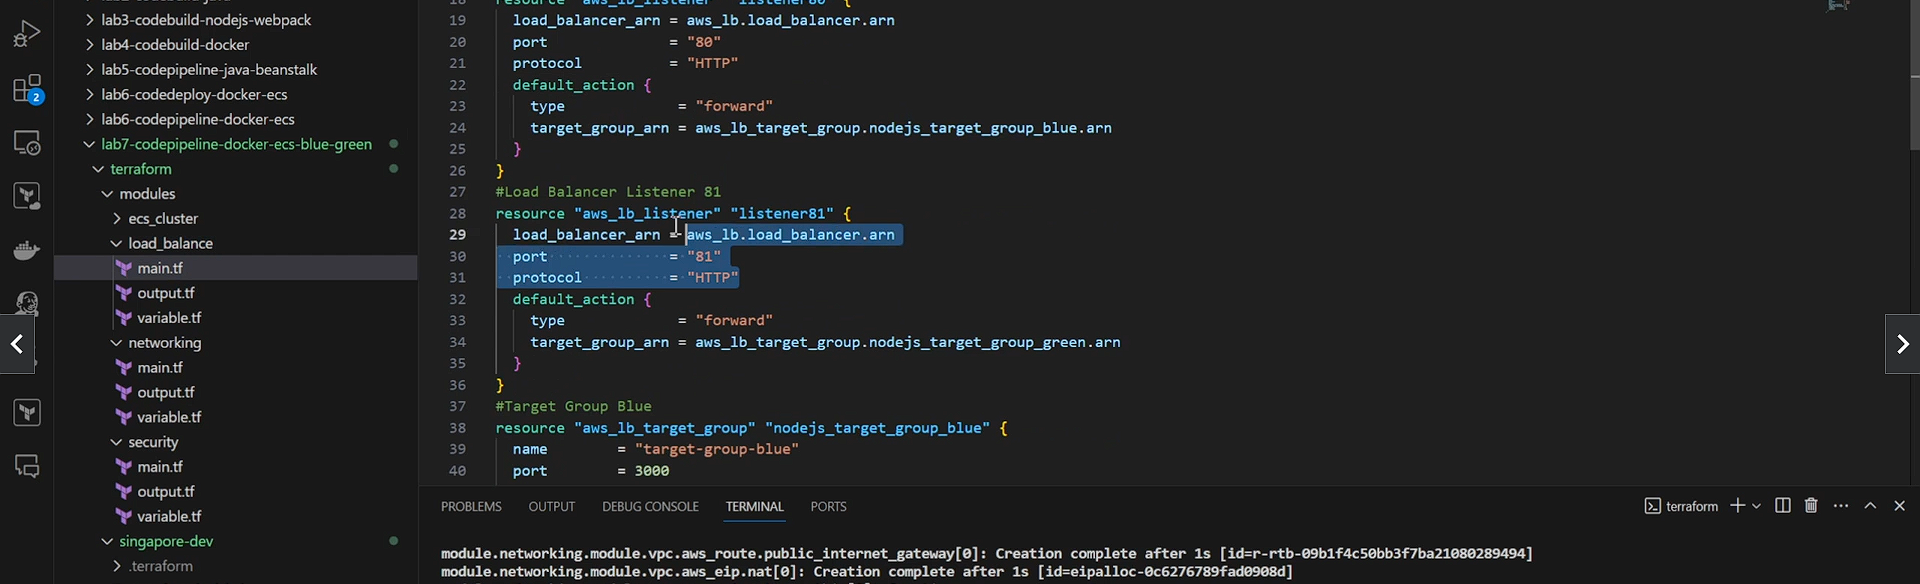 lab3-codebuild-nodejs-webpack
lab4-codebuild-docker
lab5-codepipeline-java-beanstalk
lab6-codedeploy-docker-ecs
lab6-codepipeline-docker-ecs
lab7-codepipeline-docker-ecs-blue-green
terraform
modules
ecs_cluster
load_balance
main.tf
output.tf
variable.tf
networking
main.tf
output.tf
variable.tf
security
main.tf
output.tf
variable.tf
singapore-dev
.terraform
2
18 resource "aws_lb_listener" "listener80" {
19 load_balancer_arn = aws_lb.load_balancer.arn
20 port = "80"
21 protocol = "HTTP"
22 default_action {
23 type = "forward"
24 target_group_arn = aws_lb_target_group.nodejs_target_group_blue.arn
25 }
26 }
27 #Load Balancer Listener 81
28 resource "aws_lb_listener" "listener81" {
29 load_balancer_arn = aws_lb.load_balancer.arn
30 port = "81"
31 protocol = "HTTP"
32 default_action {
33 type = "forward"
34 target_group_arn = aws_lb_target_group.nodejs_target_group_green.arn
35 }
36 }
37 #Target Group Blue
38 resource "aws_lb_target_group" "nodejs_target_group_blue" {
39 name = "target-group-blue"
40 port = 3000
PROBLEMS OUTPUT DEBUG CONSOLE TERMINAL PORTS terraform
module.networking.module.vpc.aws_route.public_internet_gateway[0]: Creation complete after 1s [id=r-rtb-09b1f4c50bb3f7ba21080289494]
module.networking.module.vpc.aws_eip.nat[0]: Creation complete after 1s [id=eipalloc-0c6276789fad0908d]